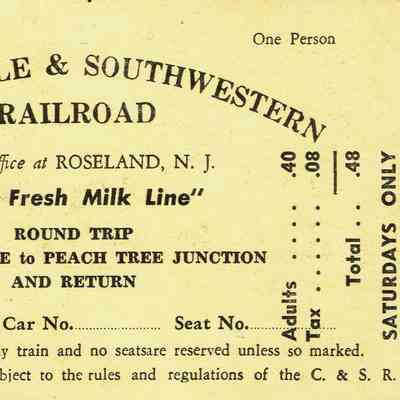 One Person
LE & SOUTHWESTERN
RAILROAD
ffice at ROSELAND, N. J.
Fresh Milk Line"
ROUND TRIP
E to PEACH TREE JUNCTION
AND RETURN
Car No. Seat No.
y train and no seatsare reserved unless so marked.
bject to the rules and regulations of the C. & S. R.
Adults .40
Tax .08
Total .48
SATURDAYS ONLY